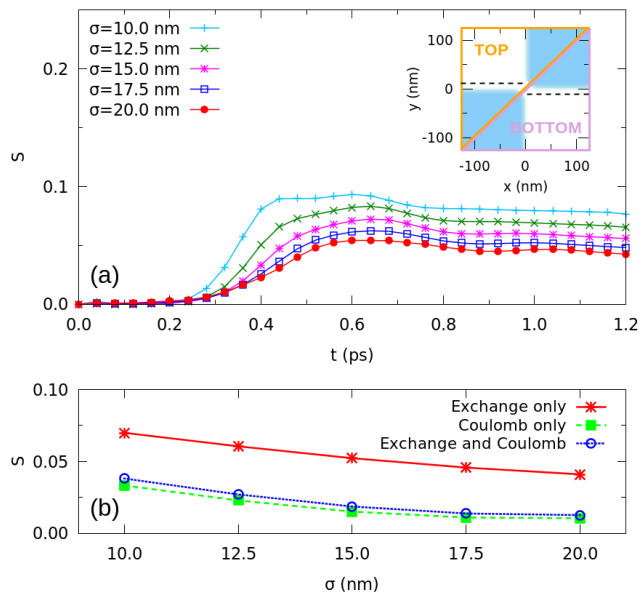 0.2
0.1
0.0
S
σ=10.0 nm
σ=12.5 nm
σ=15.0 nm
σ=17.5 nm
σ=20.0 nm
(a)
0.0 0.2 0.4 0.6 0.8 1.0 1.2
t (ps)
100
0
-100
y (nm)
TOP
BOTTOM
-100 0 100
x (nm)
0.10
0.05
0.00
S
Exchange only
Coulomb only
Exchange and Coulomb
(b)
10.0 12.5 15.0 17.5 20.0
σ (nm)